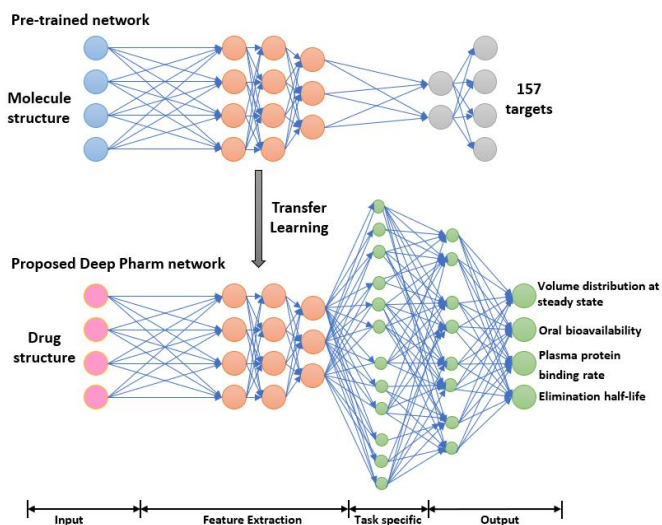 Pre-trained network
Molecule
structure
157
targets
Transfer
Learning
Proposed Deep Pharm network
Drug
structure
Volume distribution at
steady state
Oral bioavailability
Plasma protein
binding rate
Elimination half-life
Input
Feature Extraction
Task specific
Output